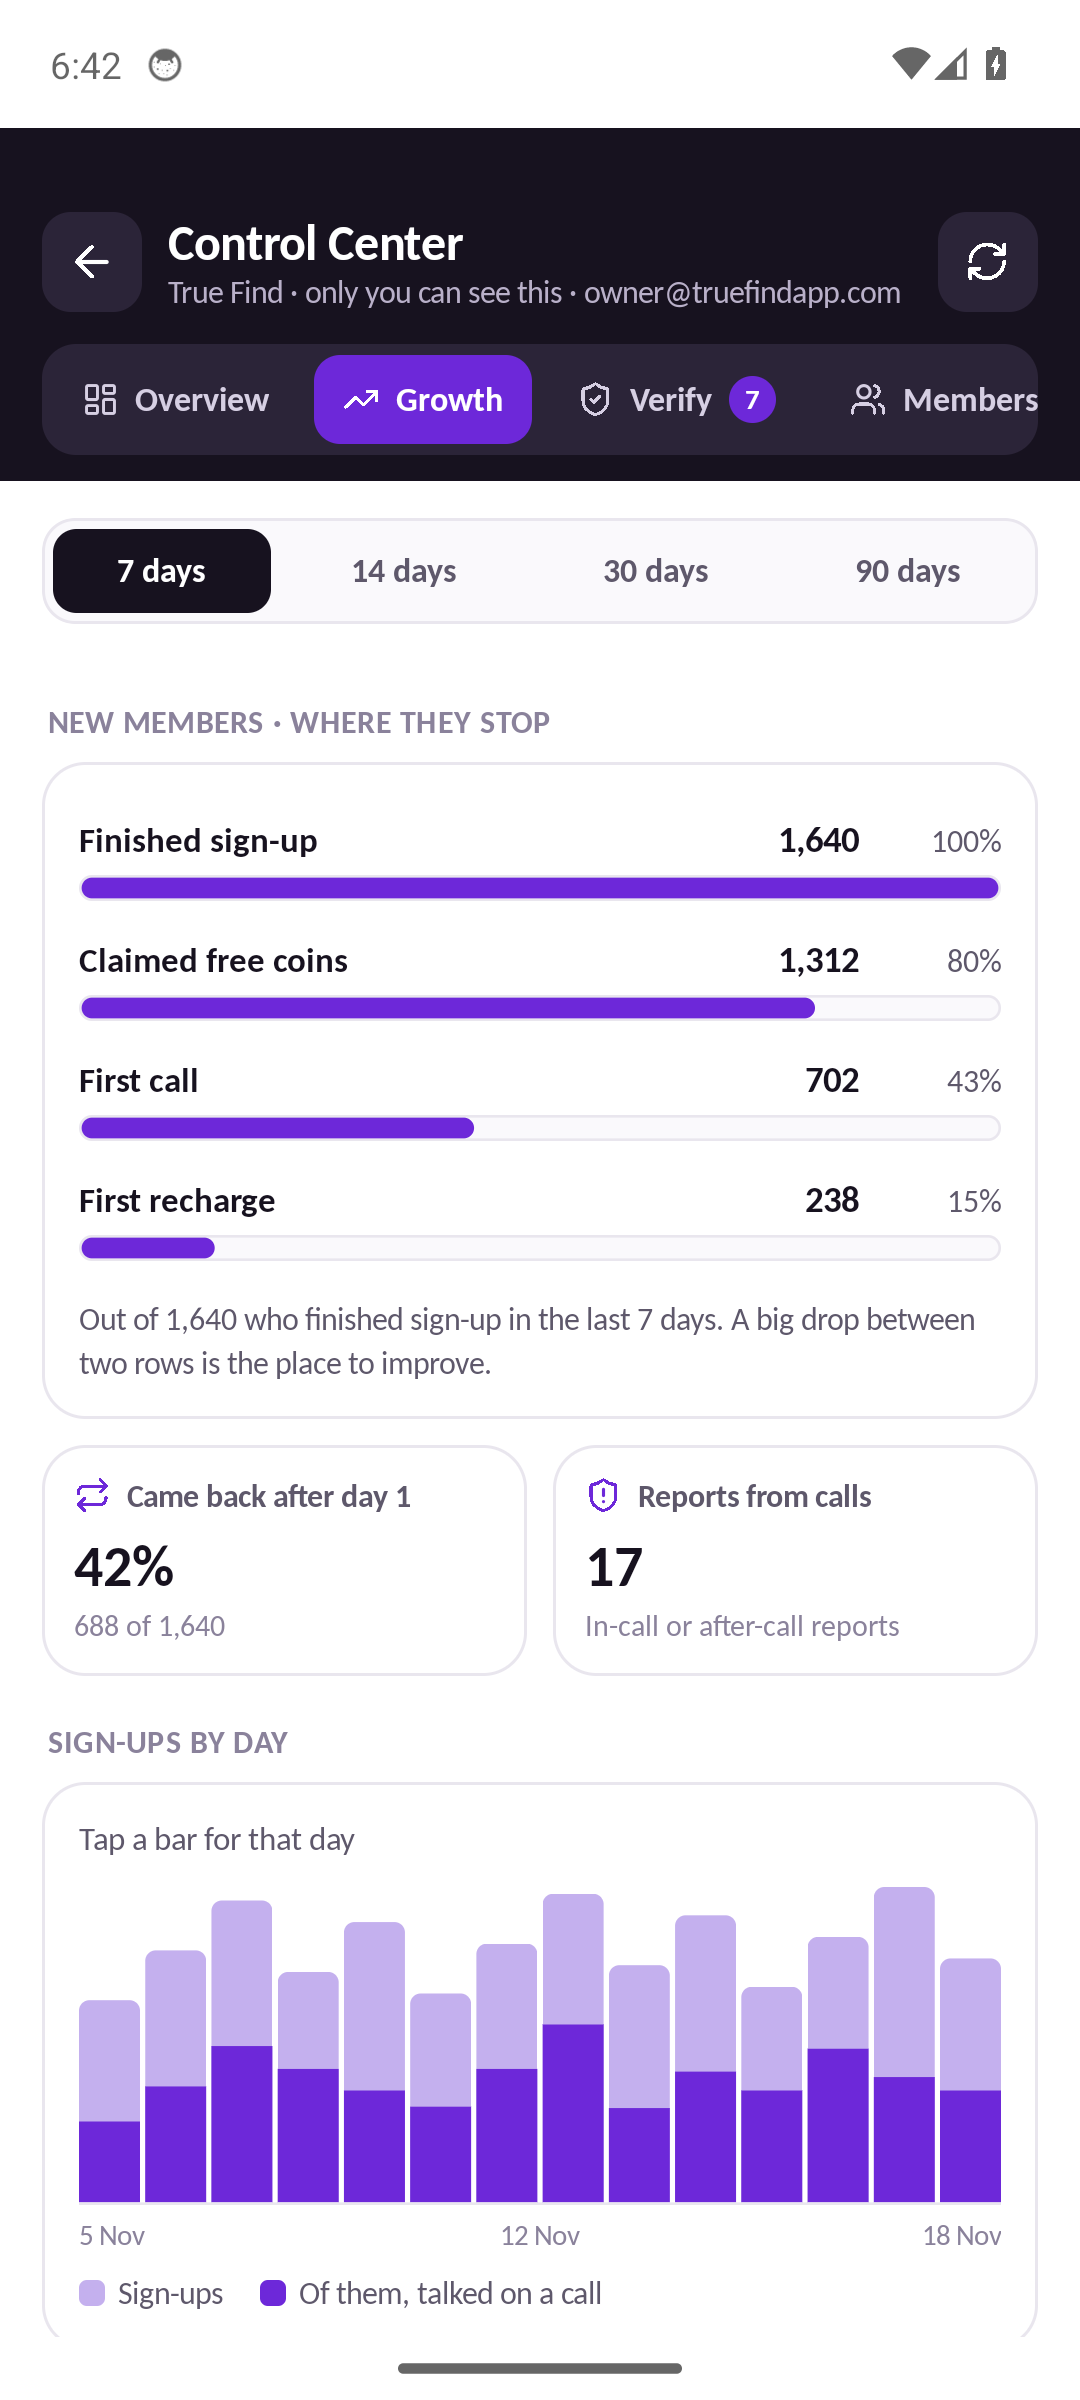 6:42
Control Center
True Find · only you can see this · owner@truefindapp.com
Overview
Growth
Verify 7
Members
7 days
14 days
30 days
90 days
NEW MEMBERS · WHERE THEY STOP
Finished sign-up 1,640 100%
Claimed free coins 1,312 80%
First call 702 43%
First recharge 238 15%
Out of 1,640 who finished sign-up in the last 7 days. A big drop between
two rows is the place to improve.
Came back after day 1
42%
688 of 1,640
Reports from calls
17
In-call or after-call reports
SIGN-UPS BY DAY
Tap a bar for that day
5 Nov 12 Nov 18 Nov
Sign-ups Of them, talked on a call